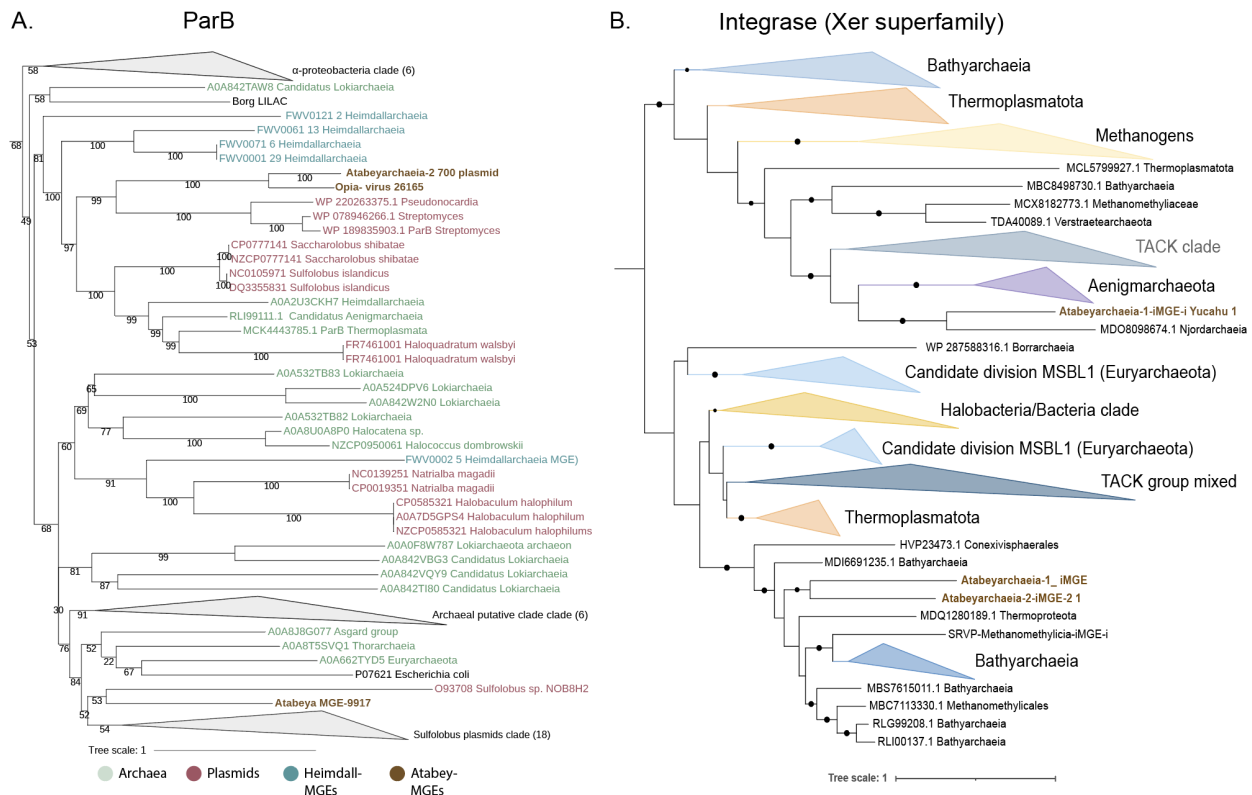 A.
ParB
α-proteobacteria clade (6)
58
A0A842TAW8 Candidatus Lokiarchaeia
58
Borg LILAC
68
FWV0121 2 Heimdallarchaeia
81
FWV0061 13 Heimdallarchaeia
100
FWV0071 6 Heimdallarchaeia
100
FWV0001 29 Heimdallarchaeia
100
Atabeyarchaeia-2 700 plasmid
100
Opia- virus 26165
100
49
99
WP 220263375.1 Pseudonocardia
WP 078946266.1 Streptomyces
100
WP 189835903.1 ParB Streptomyces
100
97
CP0777141 Saccharolobus shibatae
100
NZCP0777141 Saccharolobus shibatae
100
NC0105971 Sulfolobus islandicus
DQ3355831 Sulfolobus islandicus
100
100
A0A2U3CKH7 Heimdallarchaeia
RLI99111.1 Candidatus Aenigmarchaeia
99
MCK4443785.1 ParB Thermoplasmata
99
53
FR7461001 Haloquadratum walsbyi
100
FR7461001 Haloquadratum walsbyi
A0A532TB83 Lokiarchaeia
65
A0A524DPV6 Lokiarchaeia
100
A0A842W2N0 Lokiarchaeia
69
A0A532TB82 Lokiarchaeia
77
A0A8U0A8P0 Halocatena sp.
100
NZCP0950061 Halococcus dombrowskii
60
FWV0002 5 Heimdallarchaeia MGE)
91
NC0139251 Natrialba magadii
100
CP0019351 Natrialba magadii
100
CP0585321 Halobaculum halophilum
100
A0A7D5GPS4 Halobaculum halophilum
NZCP0585321 Halobaculum halophilums
68
A0A0F8W787 Lokiarchaeota archaeon
99
A0A842VBG3 Candidatus Lokiarchaeia
81
A0A842VQY9 Candidatus Lokiarchaeia
87
A0A842TI80 Candidatus Lokiarchaeia
30
91
Archaeal putative clade clade (6)
A0A8J8G077 Asgard group
52
A0A8T5SVQ1 Thorarchaeia
76
22
A0A662TYD5 Euryarchaeota
67
P07621 Escherichia coli
84
O93708 Sulfolobus sp. NOB8H2
53
Atabeya MGE-9917
52
54
Sulfolobus plasmids clade (18)
Tree scale: 1
Archaea
Plasmids
Heimdall-
MGEs
Atabey-
MGEs
B.
Integrase (Xer superfamily)
Bathyarchaeia
Thermoplasmatota
Methanogens
MCL5799927.1 Thermoplasmatota
MBC8498730.1 Bathyarchaeia
MCX8182773.1 Methanomethyliaceae
TDA40089.1 Verstraetearchaeota
TACK clade
Aenigmarchaeota
Atabeyarchaeia-1-iMGE-i Yucahu 1
MDO8098674.1 Njordarchaeia
WP 287588316.1 Borrarchaeia
Candidate division MSBL1 (Euryarchaeota)
Halobacteria/Bacteria clade
Candidate division MSBL1 (Euryarchaeota)
TACK group mixed
Thermoplasmatota
HVP23473.1 Conexivisphaerales
MDI6691235.1 Bathyarchaeia
Atabeyarchaeia-1_ iMGE
Atabeyarchaeia-2-iMGE-2 1
MDQ1280189.1 Thermoproteota
SRVP-Methanomethylicia-iMGE-i
Bathyarchaeia
MBS7615011.1 Bathyarchaeia
MBC7113330.1 Methanomethylicales
RLG99208.1 Bathyarchaeia
RLI00137.1 Bathyarchaeia
Tree scale: 1